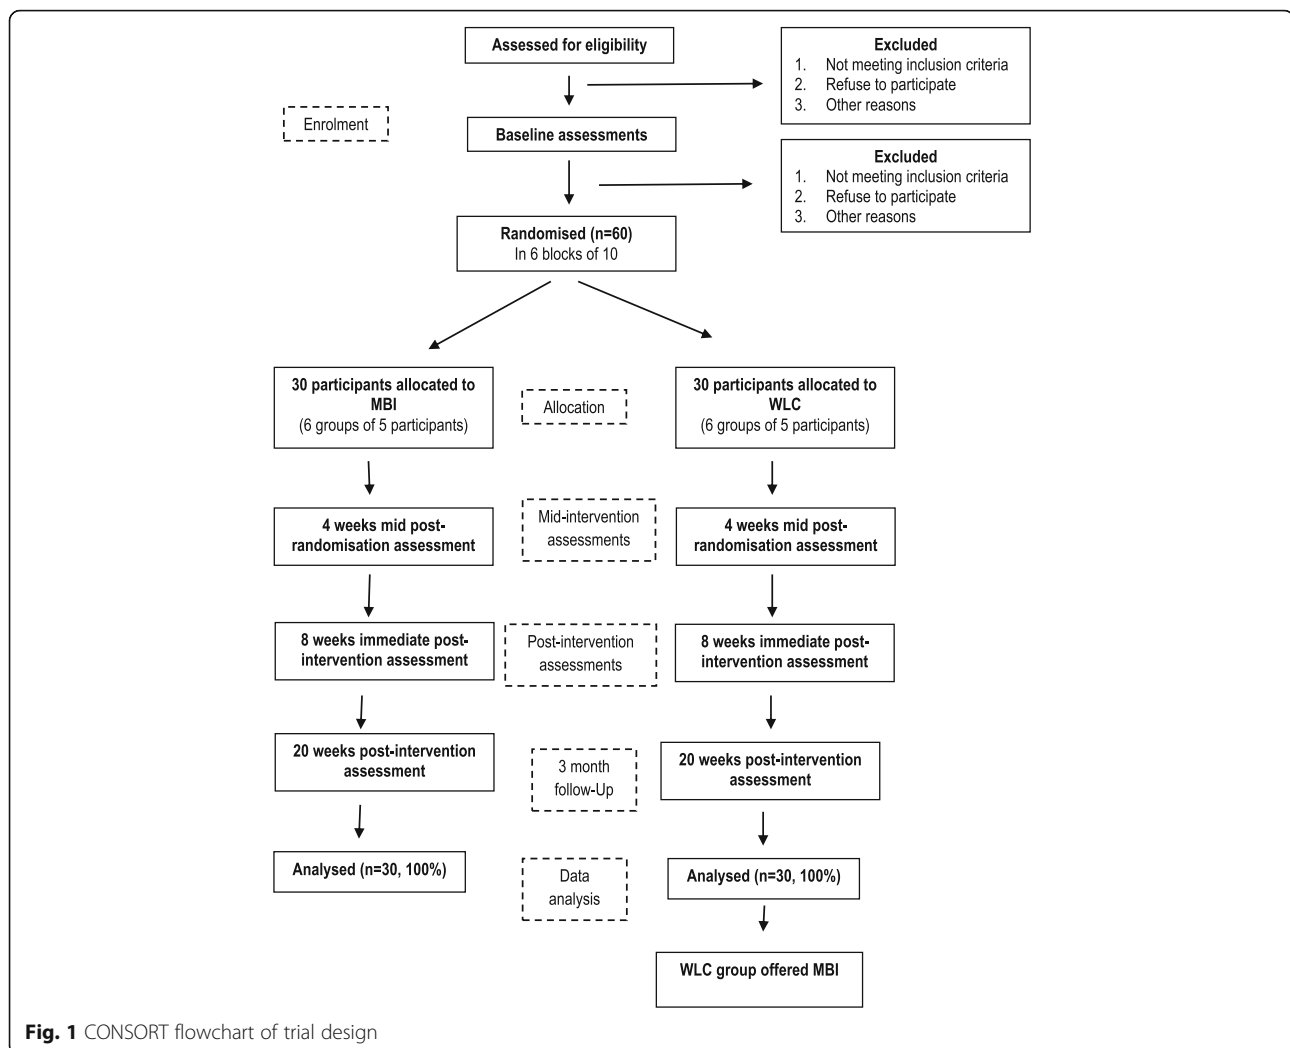 Assessed for eligibility
Excluded
1. Not meeting inclusion criteria
2. Refuse to participate
3. Other reasons
Enrolment
Baseline assessments
Excluded
1. Not meeting inclusion criteria
2. Refuse to participate
3. Other reasons
Randomised (n=60)
In 6 blocks of 10
30 participants allocated to
MBI
(6 groups of 5 participants)
Allocation
30 participants allocated to
WLC
(6 groups of 5 participants)
4 weeks mid post-
randomisation assessment
Mid-intervention
assessments
4 weeks mid post-
randomisation assessment
8 weeks immediate post-
intervention assessment
Post-intervention
assessments
8 weeks immediate post-
intervention assessment
20 weeks post-intervention
assessment
3 month
follow-Up
20 weeks post-intervention
assessment
Analysed (n=30, 100%)
Data
analysis
Analysed (n=30, 100%)
WLC group offered MBI
Fig. 1 CONSORT flowchart of trial design